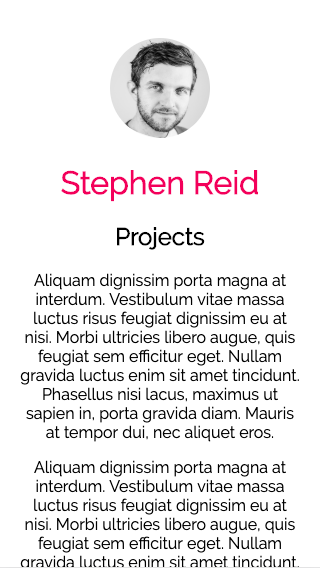 Stephen Reid
Projects
Aliquam dignissim porta magna at
interdum. Vestibulum vitae massa
luctus risus feugiat dignissim eu at
nisi. Morbi ultricies libero augue, quis
feugiat sem efficitur eget. Nullam
gravida luctus enim sit amet tincidunt.
Phasellus nisi lacus, maximus ut
sapien in, porta gravida diam. Mauris
at tempor dui, nec aliquet eros.
Aliquam dignissim porta magna at
interdum. Vestibulum vitae massa
luctus risus feugiat dignissim eu at
nisi. Morbi ultricies libero augue, quis
feugiat sem efficitur eget. Nullam
gravida luctus enim sit amet tincidunt.